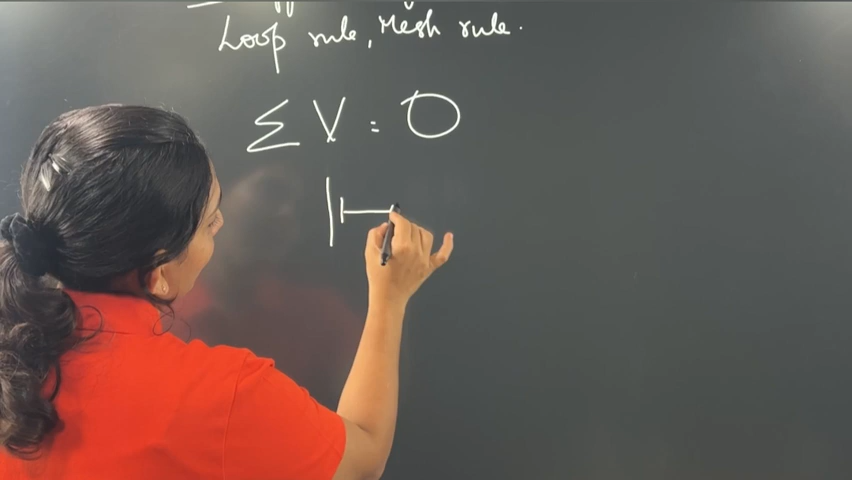 Loop rule, Mesh rule.
Σ V = 0